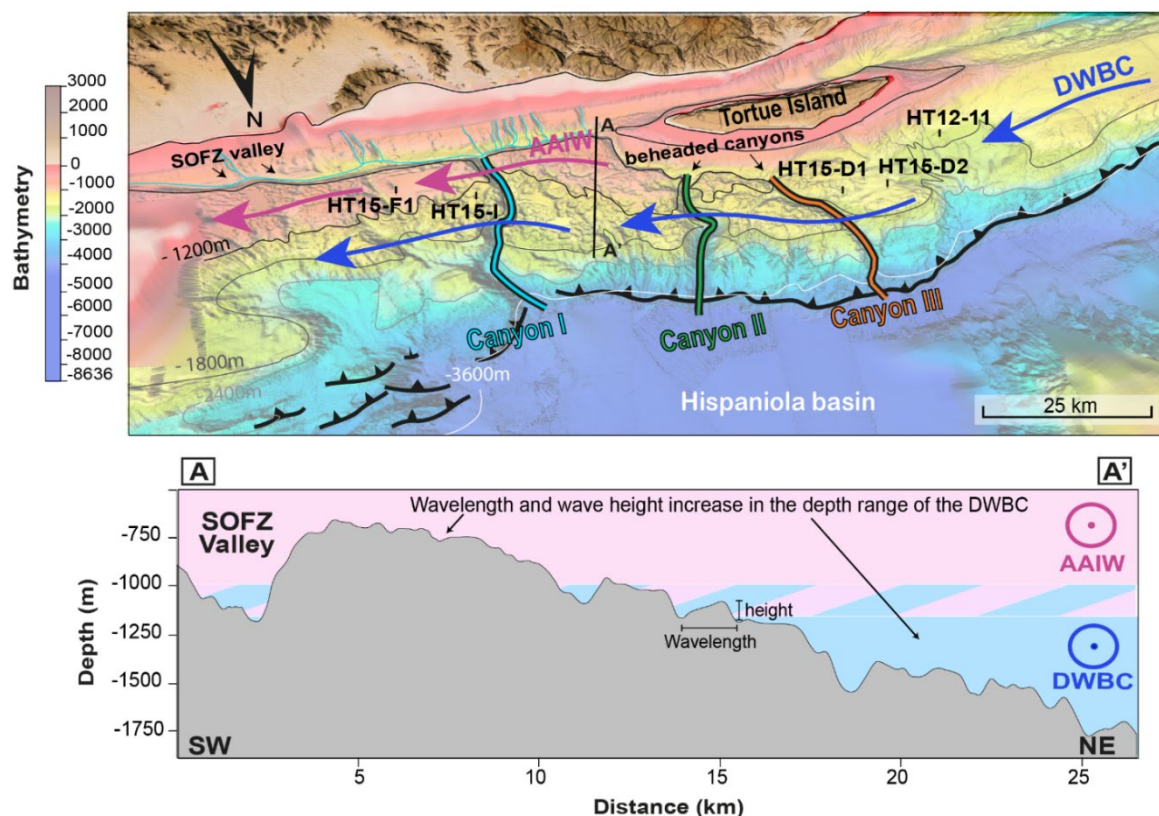 Bathymetry
3000
2000
1000
0
-1000
-2000
-3000
-4000
-5000
-6000
-7000
-8000
-8636
N
SOFZ valley
AAIW
A
A'
Tortue Island
beheaded canyons
DWBC
HT12-11
HT15-D1
HT15-D2
HT15-F1
HT15-I
- 1200m
- 1800m
-2400m
-3600m
Canyon I
Canyon II
Canyon III
Hispaniola basin
25 km
A
A'
Wavelength and wave height increase in the depth range of the DWBC
SOFZ
Valley
AAIW
height
Wavelength
DWBC
Depth (m)
-750
-1000
-1250
-1500
-1750
SW
NE
5
10
15
20
25
Distance (km)